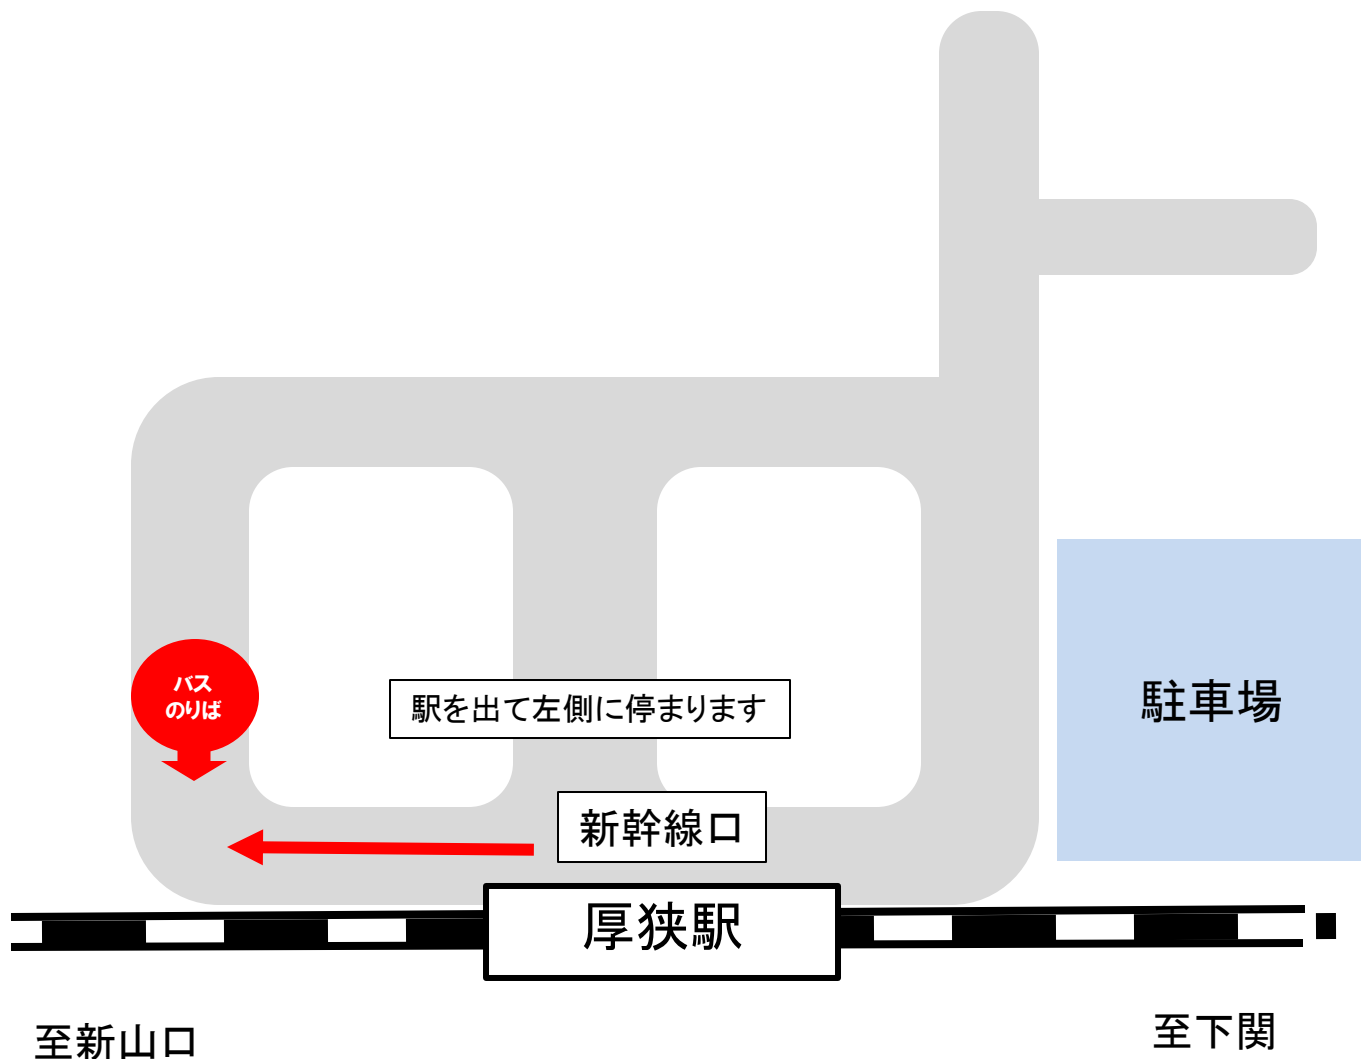 バス
のりば
駅を出て左側に停まります
駐車場
新幹線口
厚狭駅
至新山口
至下関